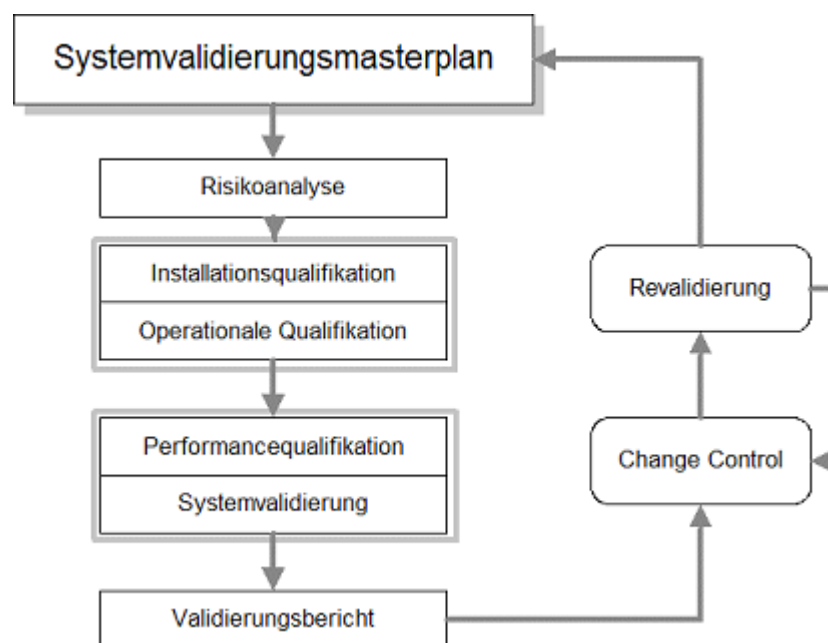 Systemvalidierungsmasterplan
Risikoanalyse
Installationsqualifikation
Operationale Qualifikation
Performancequalifikation
Systemvalidierung
Validierungsbericht
Revalidierung
Change Control